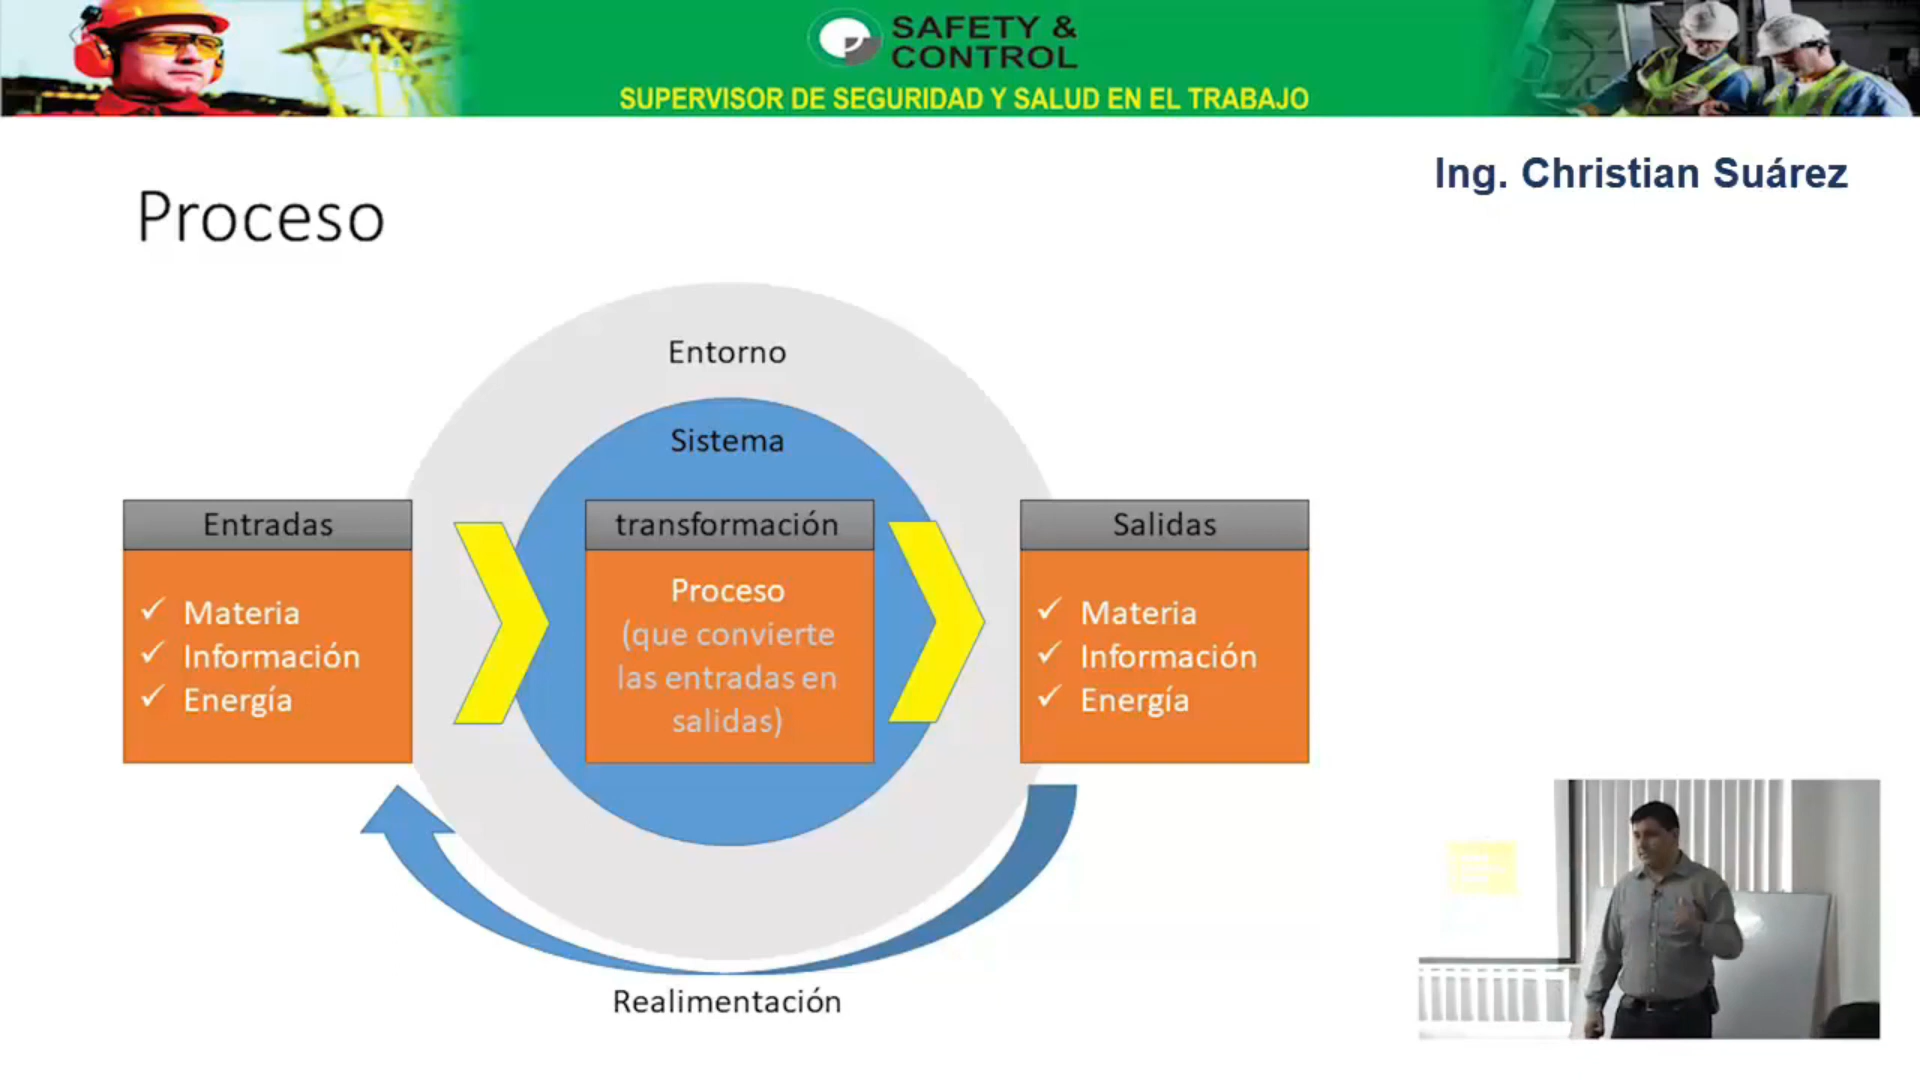 SAFETY &
CONTROL
SUPERVISOR DE SEGURIDAD Y SALUD EN EL TRABAJO
Ing. Christian Suárez
Proceso
Entorno
Sistema
Entradas
✓ Materia
✓ Información
✓ Energía
transformación
Proceso
(que convierte
las entradas en
salidas)
Salidas
✓ Materia
✓ Información
✓ Energía
Realimentación